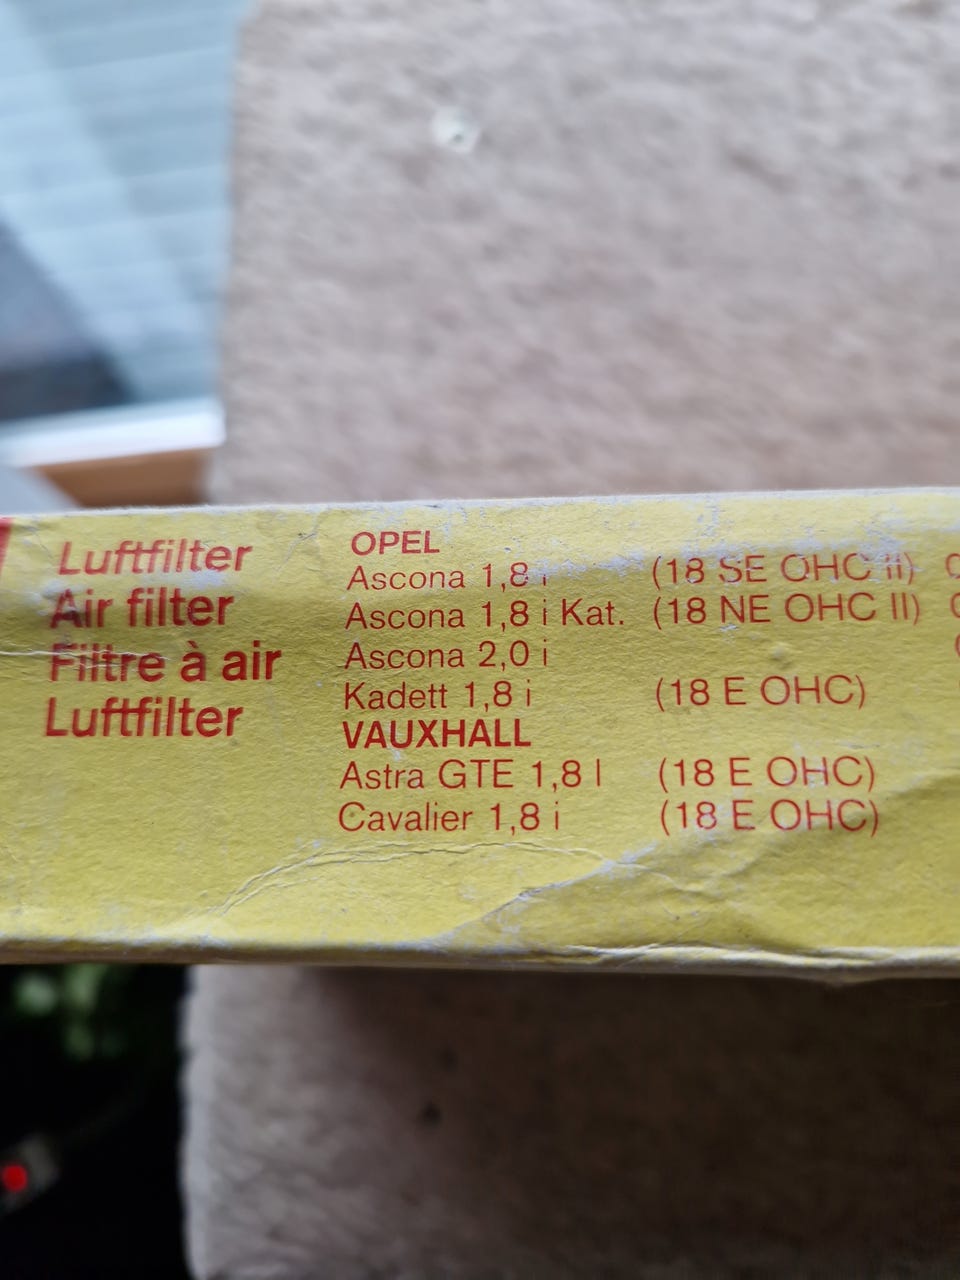 Luftfilter
Air filter
Filtre à air
Luftfilter
OPEL
Ascona 1,8 i (18 SE OHC II)
Ascona 1,8 i Kat. (18 NE OHC II)
Ascona 2,0 i
Kadett 1,8 i (18 E OHC)
VAUXHALL
Astra GTE 1,8 l (18 E OHC)
Cavalier 1,8 i (18 E OHC)